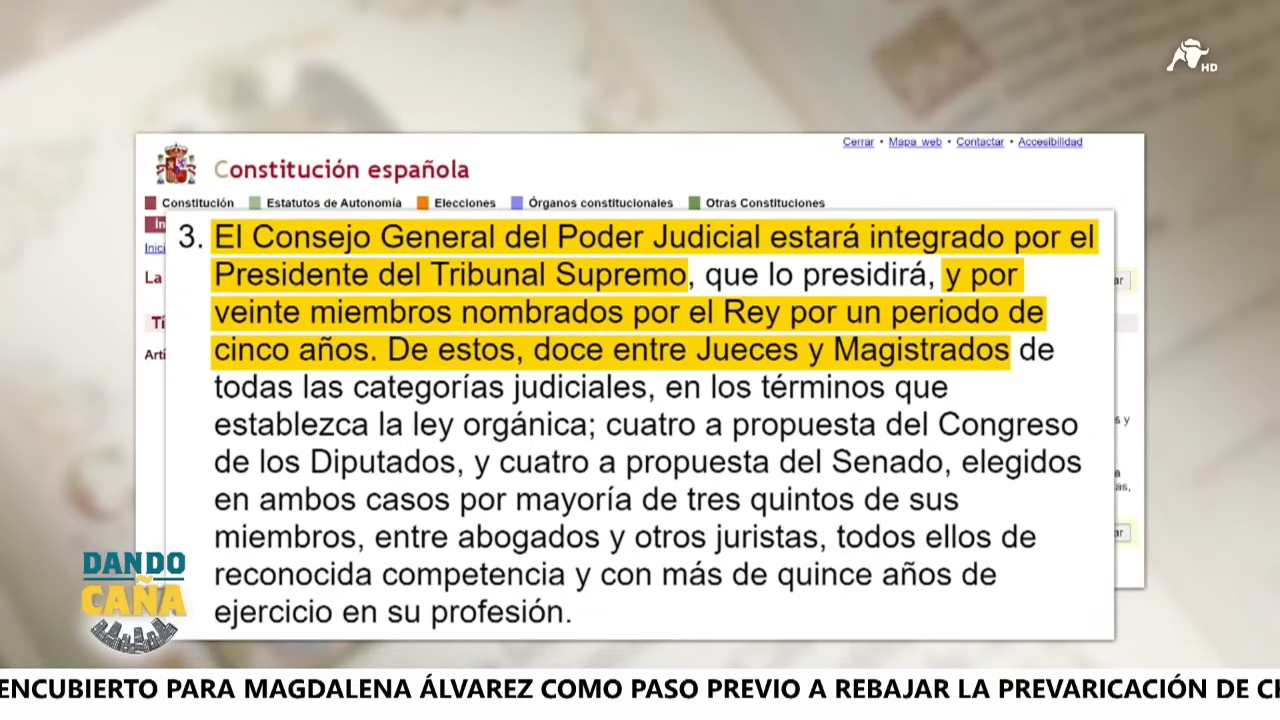 HD
Cerrar • Mapa web • Contactar • Accesibilidad
Constitución española
Constitución Estatutos de Autonomía Elecciones Órganos constitucionales Otras Constituciones
3. El Consejo General del Poder Judicial estará integrado por el
Presidente del Tribunal Supremo, que lo presidirá, y por
veinte miembros nombrados por el Rey por un periodo de
cinco años. De estos, doce entre Jueces y Magistrados de
todas las categorías judiciales, en los términos que
establezca la ley orgánica; cuatro a propuesta del Congreso
de los Diputados, y cuatro a propuesta del Senado, elegidos
en ambos casos por mayoría de tres quintos de sus
miembros, entre abogados y otros juristas, todos ellos de
reconocida competencia y con más de quince años de
ejercicio en su profesión.
La
DANDO
CAÑA
ENCUBIERTO PARA MAGDALENA ÁLVAREZ COMO PASO PREVIO A REBAJAR LA PREVARICACIÓN DE